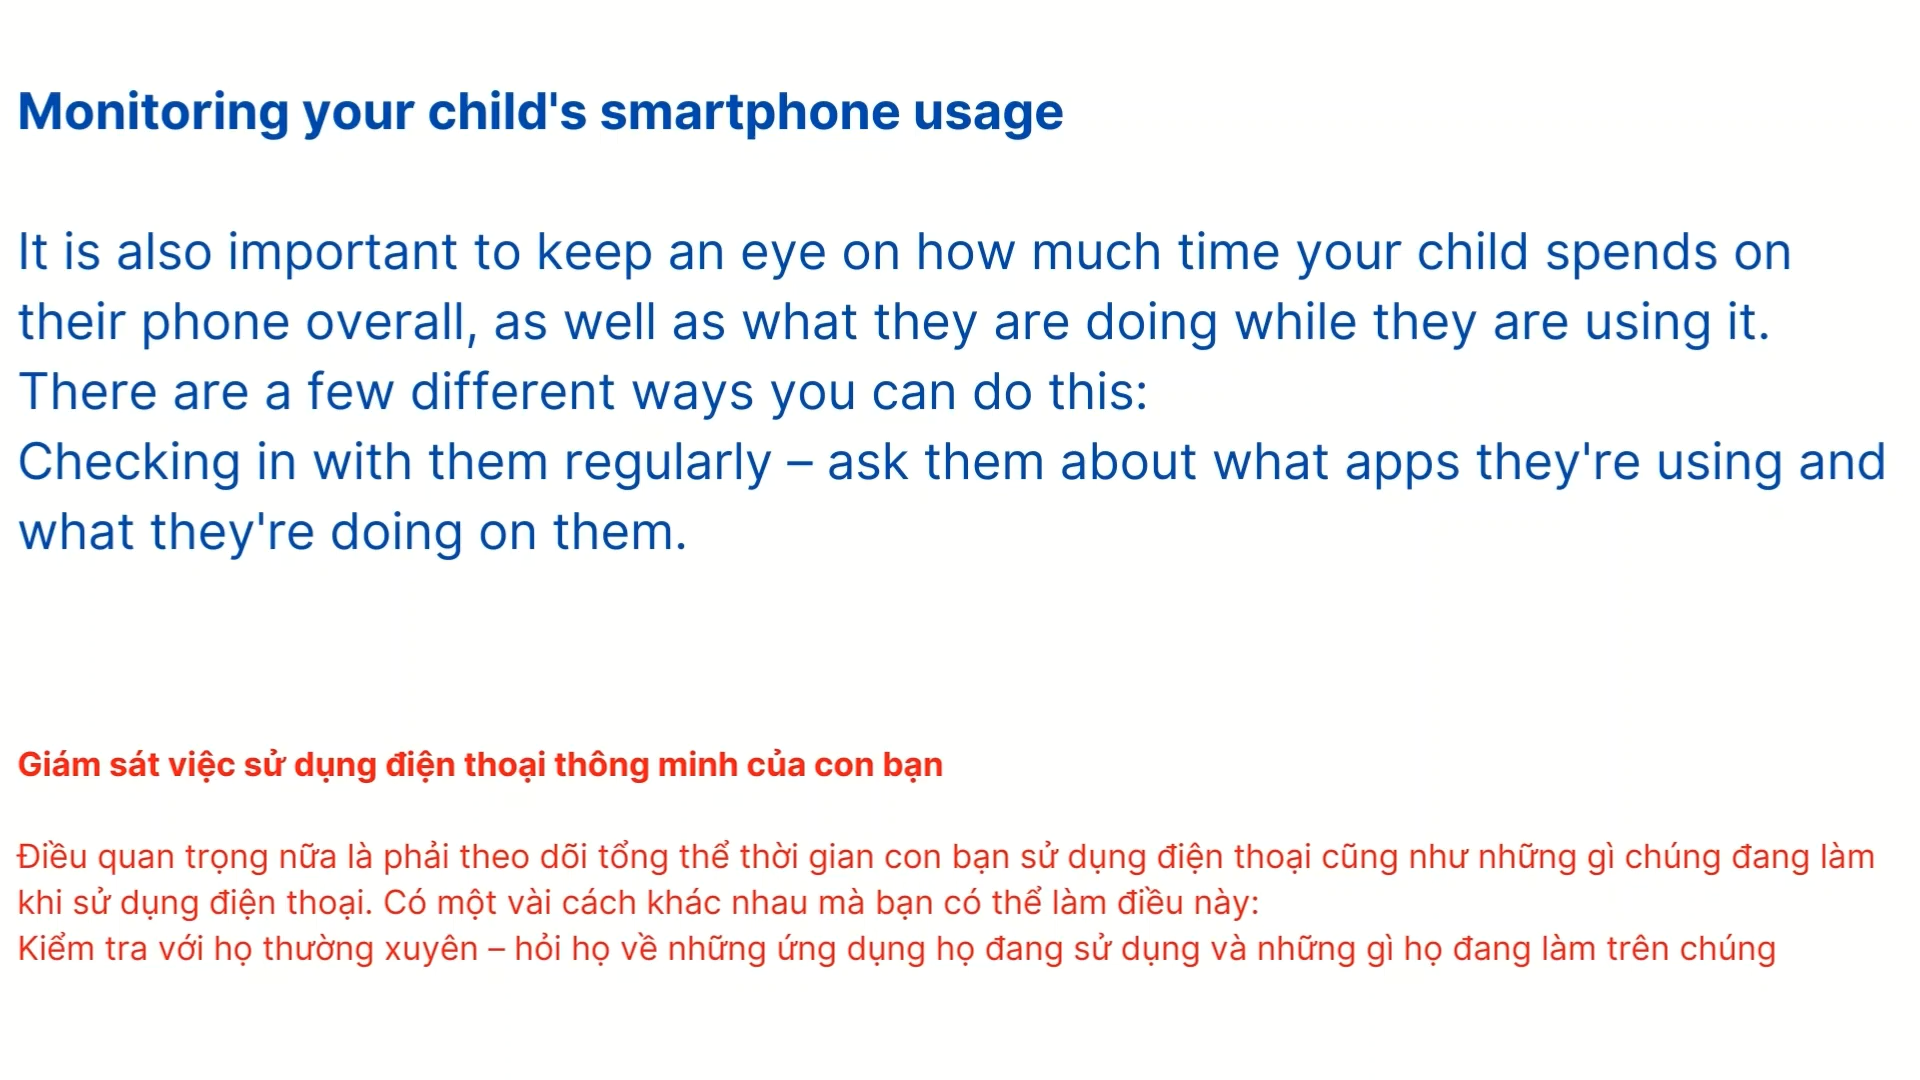 Monitoring your child's smartphone usage
It is also important to keep an eye on how much time your child spends on
their phone overall, as well as what they are doing while they are using it.
There are a few different ways you can do this:
Checking in with them regularly – ask them about what apps they're using and
what they're doing on them.
Giám sát việc sử dụng điện thoại thông minh của con bạn
Điều quan trọng nữa là phải theo dõi tổng thể thời gian con bạn sử dụng điện thoại cũng như những gì chúng đang làm
khi sử dụng điện thoại. Có một vài cách khác nhau mà bạn có thể làm điều này:
Kiểm tra với họ thường xuyên – hỏi họ về những ứng dụng họ đang sử dụng và những gì họ đang làm trên chúng